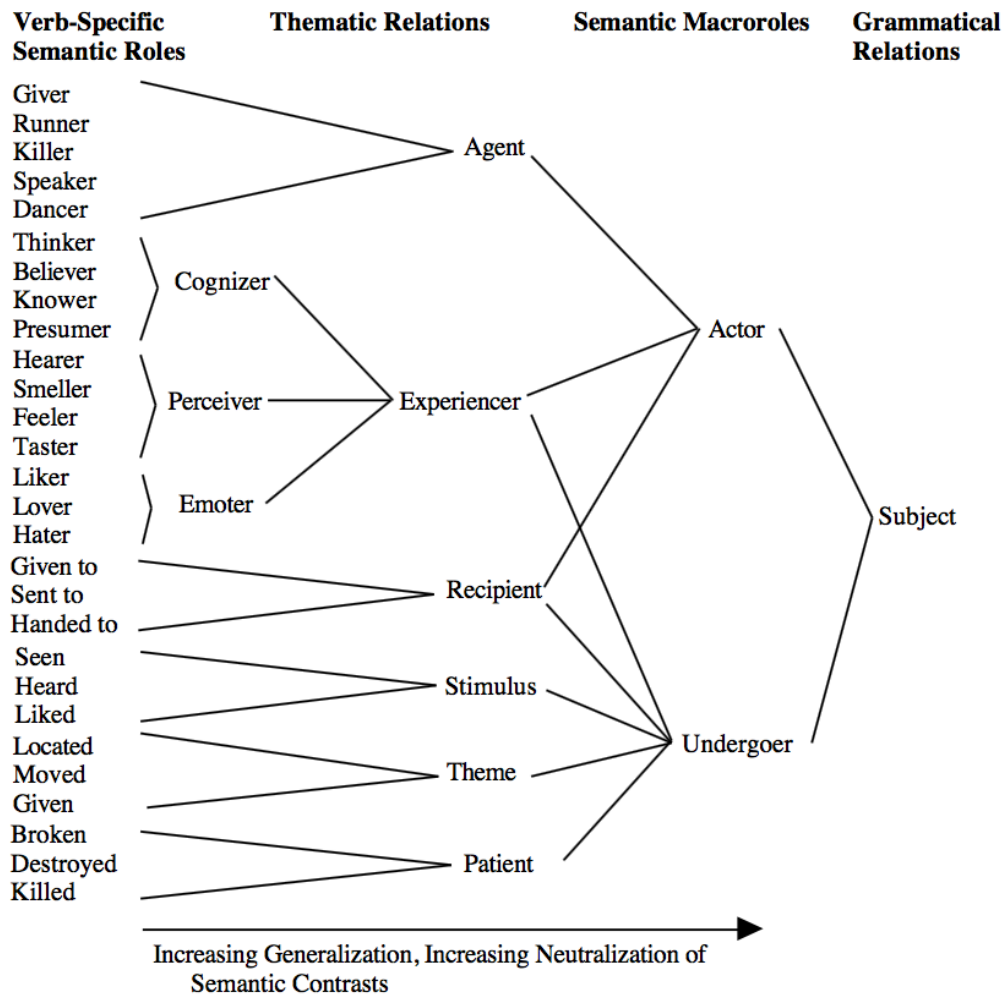 Verb-Specific
Semantic Roles
Thematic Relations
Semantic Macroroles
Grammatical
Relations
Giver
Runner
Killer
Speaker
Dancer
Agent
Thinker
Believer
Knower
Presumer
Cognizer
Hearer
Smeller
Feeler
Taster
Perceiver
Experiencer
Actor
Liker
Lover
Hater
Emoter
Subject
Given to
Sent to
Handed to
Recipient
Seen
Heard
Liked
Stimulus
Located
Moved
Given
Theme
Undergoer
Broken
Destroyed
Killed
Patient
Increasing Generalization, Increasing Neutralization of
Semantic Contrasts